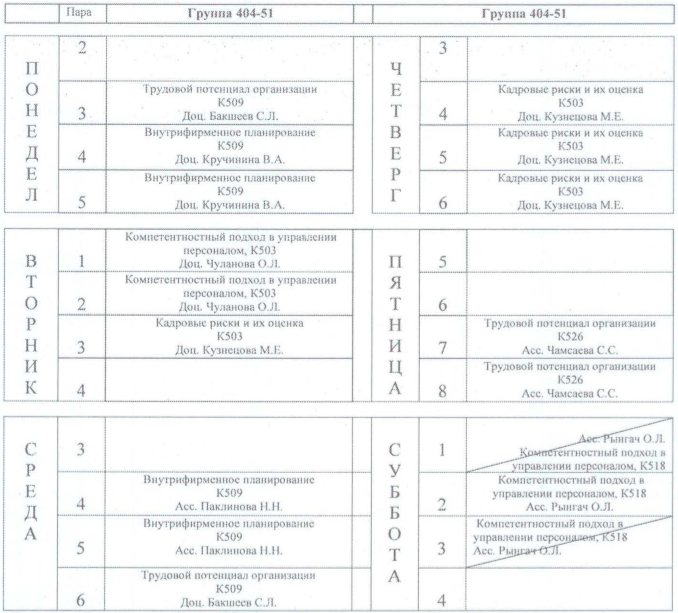 Пара Группа 404-51 Группа 404-51
ПОНЕДЕЛ
2
3
Трудовой потенциал организации
К509
Доц. Бакшеев С.Л.
4
Внутрифирменное планирование
К509
Доц. Кручинина В.А.
5
Внутрифирменное планирование
К509
Доц. Кручинина В.А.
ЧЕТВЕРГ
3
4
Кадровые риски и их оценка
К503
Доц. Кузнецова М.Е.
5
Кадровые риски и их оценка
К503
Доц. Кузнецова М.Е.
6
Кадровые риски и их оценка
К503
Доц. Кузнецова М.Е.
ВТОРНИК
1
Компетентностный подход в управлении
персоналом, К503
Доц. Чуланова О.Л.
2
Компетентностный подход в управлении
персоналом, К503
Доц. Чуланова О.Л.
3
Кадровые риски и их оценка
К503
Доц. Кузнецова М.Е.
4
ПЯТНИЦА
5
6
7
Трудовой потенциал организации
К526
Асс. Чамсаева С.С.
8
Трудовой потенциал организации
К526
Асс. Чамсаева С.С.
СРЕДА
3
4
Внутрифирменное планирование
К509
Асс. Паклинова Н.Н.
5
Внутрифирменное планирование
К509
Асс. Паклинова Н.Н.
6
Трудовой потенциал организации
К509
Доц. Бакшеев С.Л.
СУББОТА
1
Асс. Рынгач О.Л.
Компетентностный подход в
управлении персоналом, К518
2
Компетентностный подход в
управлении персоналом, К518
Асс. Рынгач О.Л.
3
Компетентностный подход в
управлении персоналом, К518
Асс. Рынгач О.Л.
4